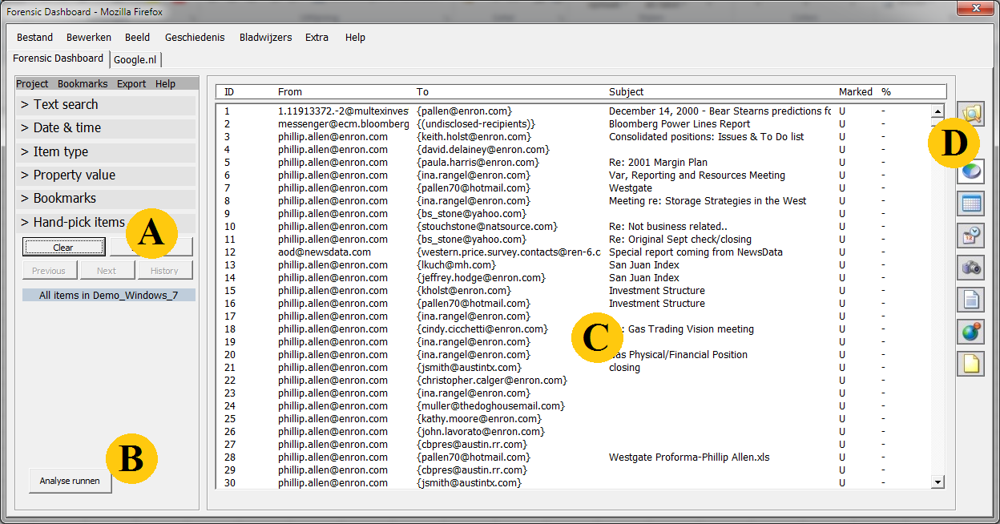 Forensic Dashboard - Mozilla Firefox
Bestand Bewerken Beeld Geschiedenis Bladwijzers Extra Help
Forensic Dashboard Google.nl
Project Bookmarks Export Help
> Text search
> Date & time
> Item type
> Property value
> Bookmarks
> Hand-pick items
A
Clear
Previous Next History
All items in Demo_Windows_7
B
Analyse runnen
ID From To Subject Marked %
1 1.11913372.-2@multexinves {pallen@enron.com} December 14, 2000 - Bear Stearns predictions fo U -
2 messenger@ecm.bloomberg {(undisclosed-recipients)} Bloomberg Power Lines Report U -
3 phillip.allen@enron.com {keith.holst@enron.com} Consolidated positions: Issues & To Do list U -
4 phillip.allen@enron.com {david.delainey@enron.com} U -
5 phillip.allen@enron.com {paula.harris@enron.com} Re: 2001 Margin Plan U -
6 phillip.allen@enron.com {ina.rangel@enron.com} Var, Reporting and Resources Meeting U -
7 phillip.allen@enron.com {pallen70@hotmail.com} Westgate U -
8 phillip.allen@enron.com {ina.rangel@enron.com} Meeting re: Storage Strategies in the West U -
9 phillip.allen@enron.com {bs_stone@yahoo.com} U -
10 phillip.allen@enron.com {stouchstone@natsource.com} Re: Not business related.. U -
11 phillip.allen@enron.com {bs_stone@yahoo.com} Re: Original Sept check/closing U -
12 aod@newsdata.com {western.price.survey.contacts@ren-6.c Special report coming from NewsData U -
13 phillip.allen@enron.com {lkuch@mh.com} San Juan Index U -
14 phillip.allen@enron.com {jeffrey.hodge@enron.com} San Juan Index U -
15 phillip.allen@enron.com {kholst@enron.com} Investment Structure U -
16 phillip.allen@enron.com {pallen70@hotmail.com} Investment Structure U -
17 phillip.allen@enron.com {ina.rangel@enron.com} U -
18 phillip.allen@enron.com {cindy.cicchetti@enron.com} : Gas Trading Vision meeting U -
19 phillip.allen@enron.com {ina.rangel@enron.com} U -
20 phillip.allen@enron.com {ina.rangel@enron.com} Gas Physical/Financial Position U -
21 phillip.allen@enron.com {jsmith@austintx.com} closing U -
22 phillip.allen@enron.com {christopher.calger@enron.com} U -
23 phillip.allen@enron.com {ina.rangel@enron.com} U -
24 phillip.allen@enron.com {muller@thedoghousemail.com} U -
25 phillip.allen@enron.com {kathy.moore@enron.com} U -
26 phillip.allen@enron.com {john.lavorato@enron.com} U -
27 phillip.allen@enron.com {cbpres@austin.rr.com} U -
28 phillip.allen@enron.com {pallen70@hotmail.com} Westgate Proforma-Phillip Allen.xls U -
29 phillip.allen@enron.com {cbpres@austin.rr.com} U -
30 phillip.allen@enron.com {jsmith@austintx.com} U -
C
D
12